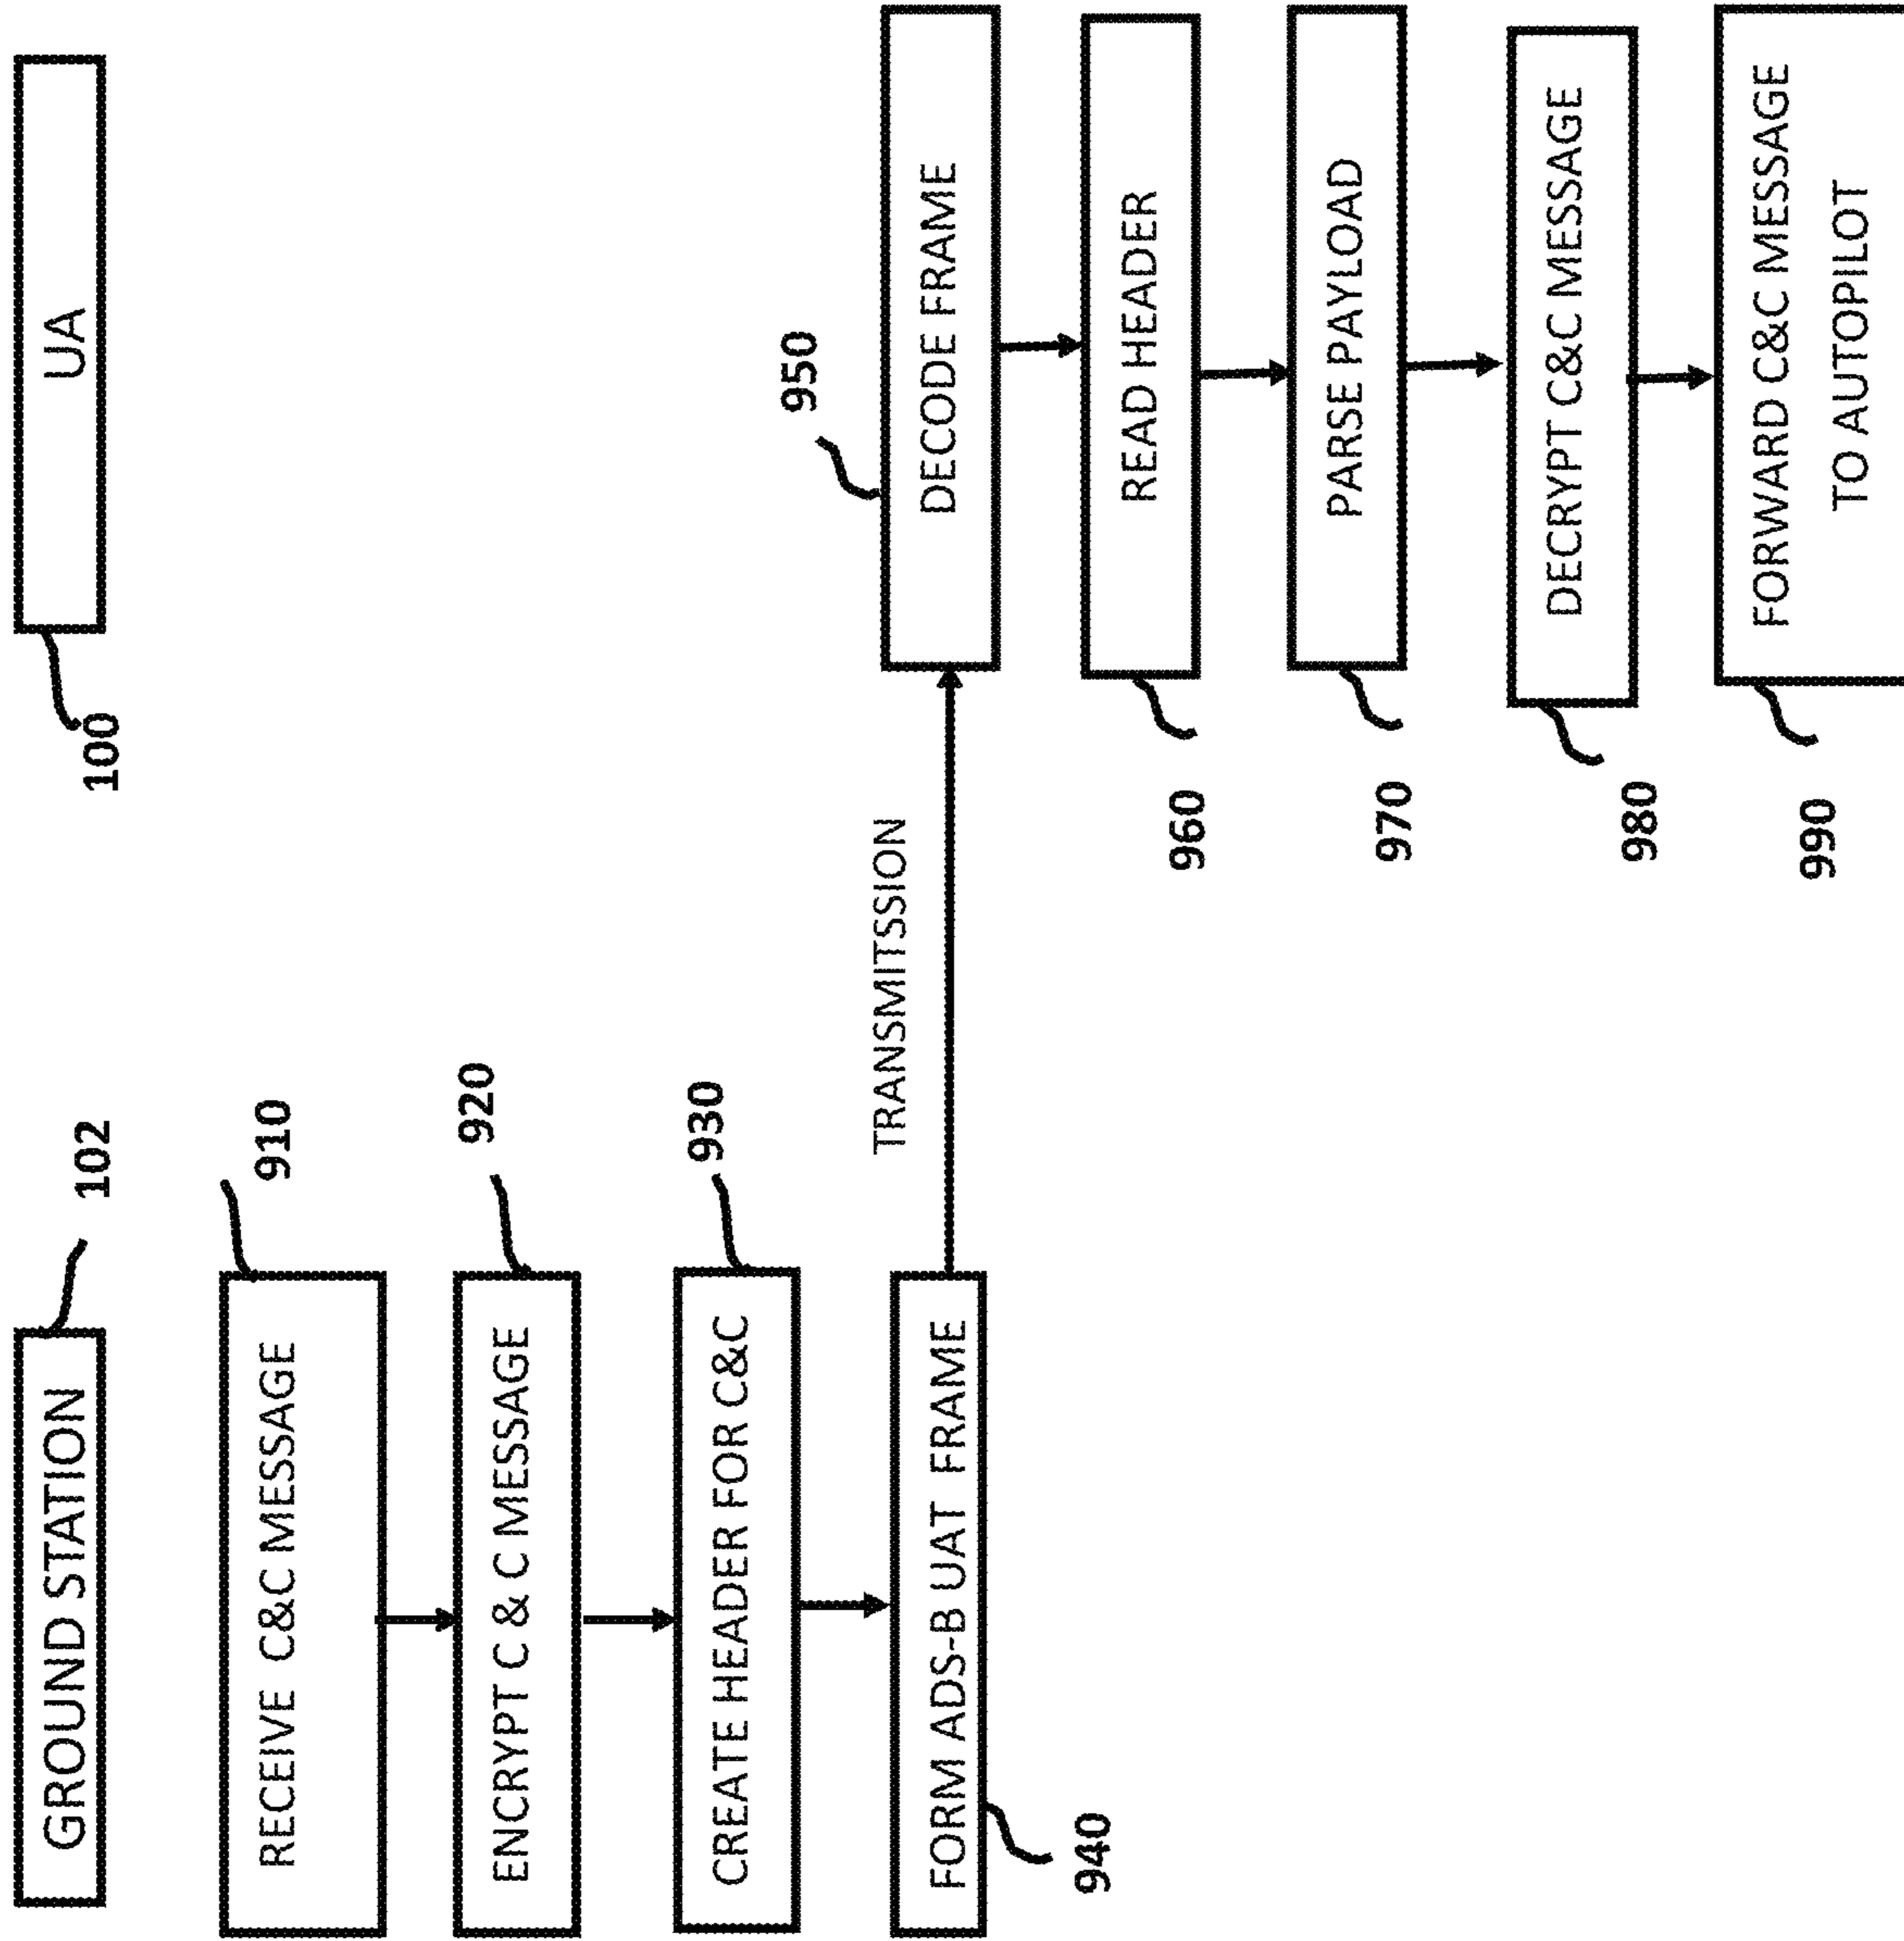 GROUND STATION
102
UA
100
RECEIVE C&C MESSAGE
910
ENCRYPT C & C MESSAGE
920
CREATE HEADER FOR C&C
930
FORM ADS-B UAT FRAME
940
TRANSMITSSION
950
DECODE FRAME
READ HEADER
960
PARSE PAYLOAD
970
DECRYPT C&C MESSAGE
980
FORWARD C&C MESSAGE
TO AUTOPILOT
990